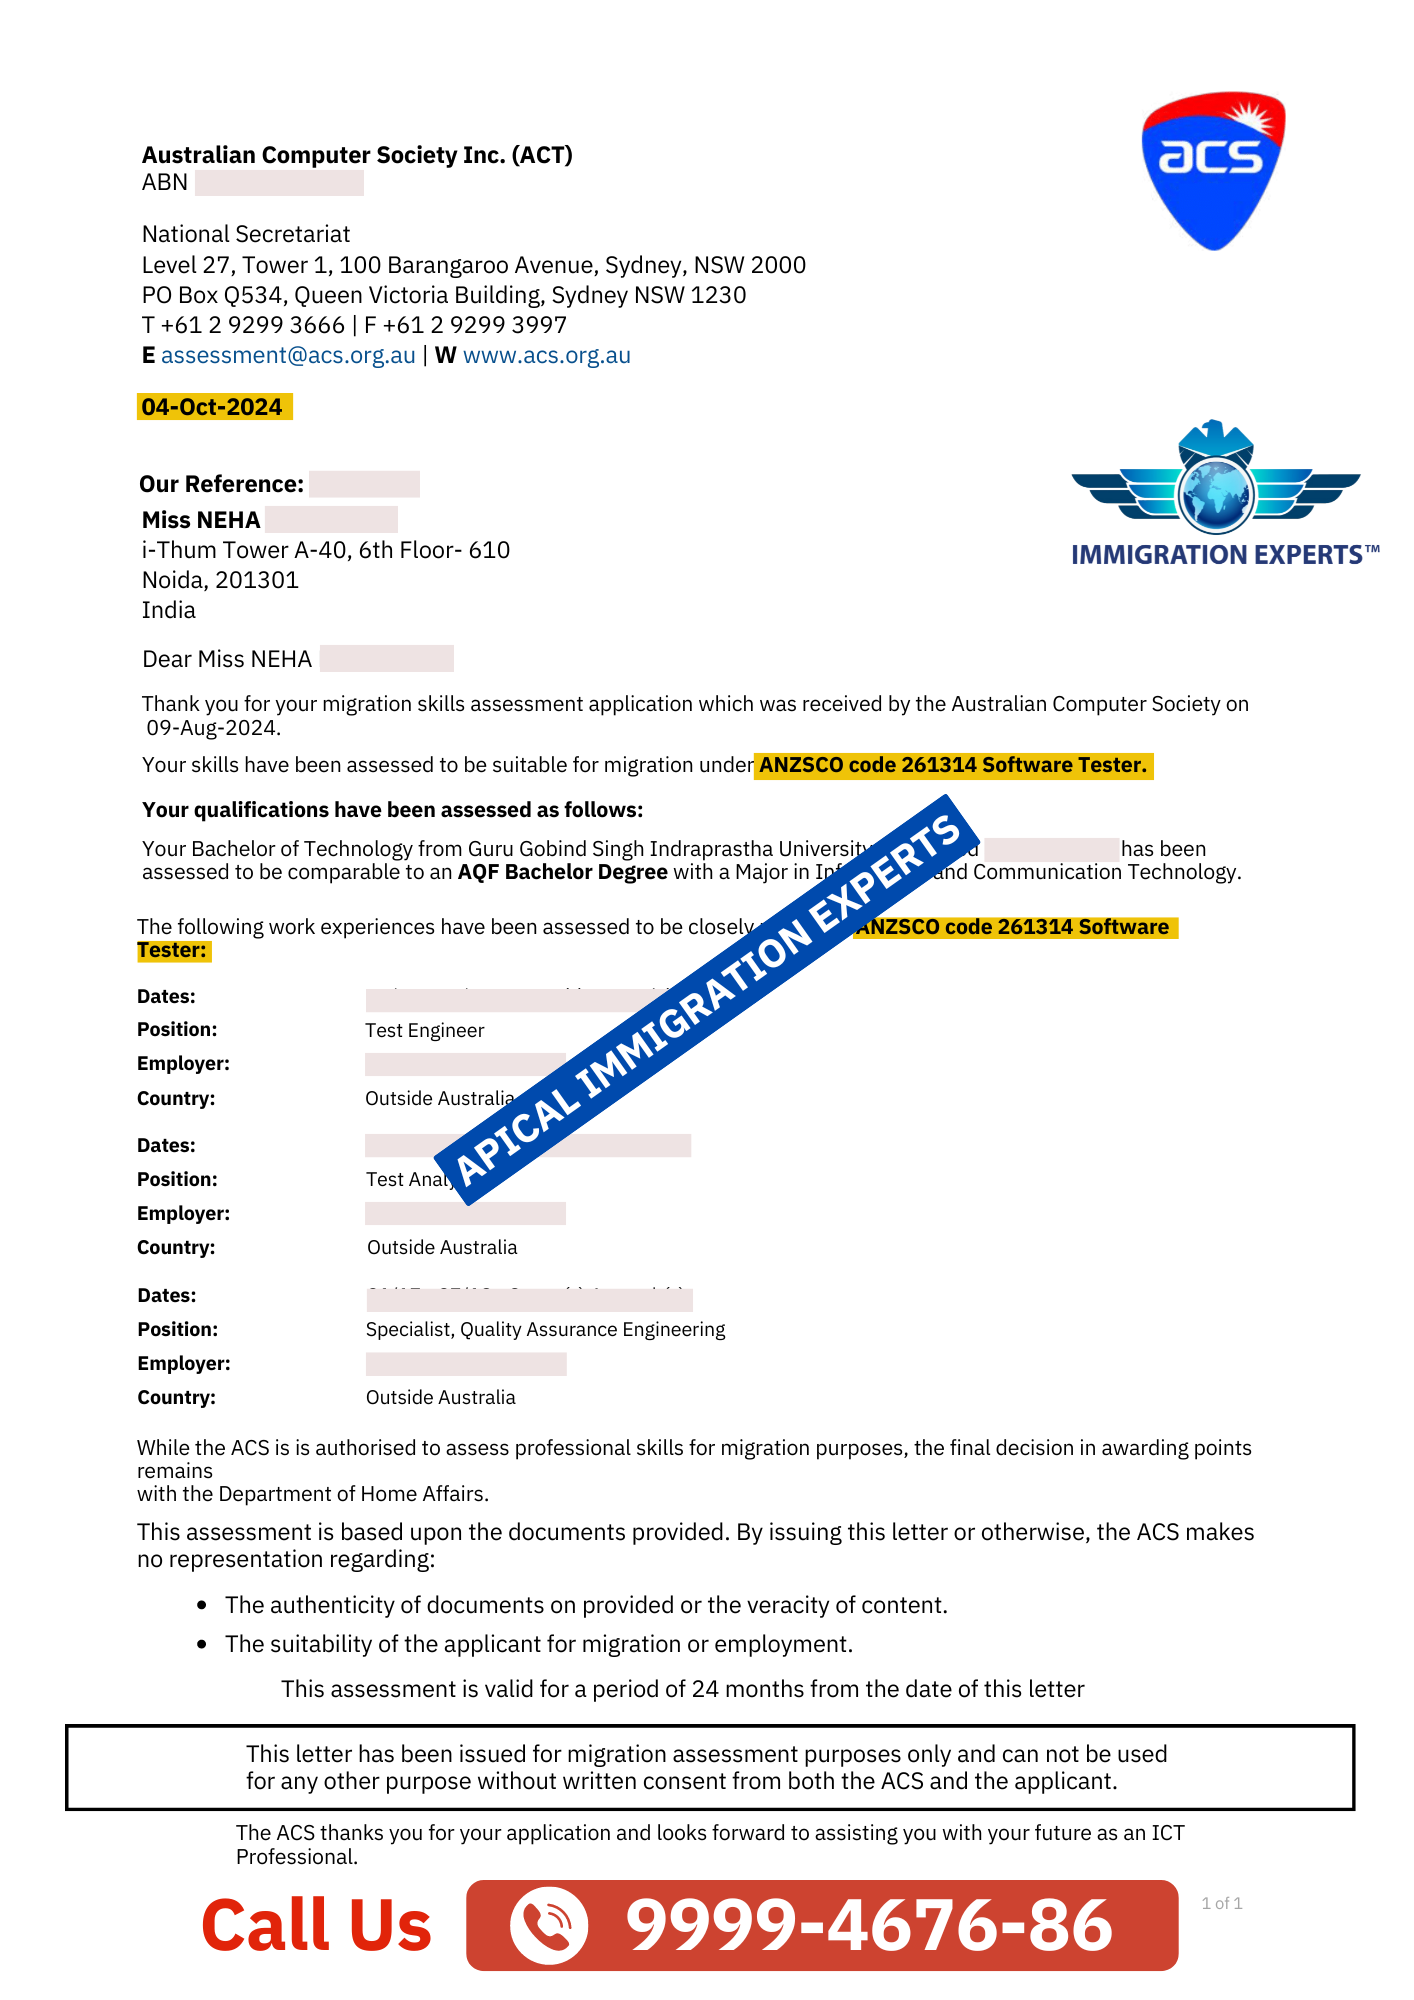 acs
Australian Computer Society Inc. (ACT)
ABN
National Secretariat
Level 27, Tower 1, 100 Barangaroo Avenue, Sydney, NSW 2000
PO Box Q534, Queen Victoria Building, Sydney NSW 1230
T +61 2 9299 3666 | F +61 2 9299 3997
E assessment@acs.org.au | W www.acs.org.au
04-Oct-2024
IMMIGRATION EXPERTS™
Our Reference:
Miss NEHA
i-Thum Tower A-40, 6th Floor- 610
Noida, 201301
India
Dear Miss NEHA
Thank you for your migration skills assessment application which was received by the Australian Computer Society on
09-Aug-2024.
Your skills have been assessed to be suitable for migration under ANZSCO code 261314 Software Tester.
Your qualifications have been assessed as follows:
Your Bachelor of Technology from Guru Gobind Singh Indraprastha University has been
assessed to be comparable to an AQF Bachelor Degree with a Major in and Communication Technology.
The following work experiences have been assessed to be closely ANZSCO code 261314 Software
Tester:
APICAL IMMIGRATION EXPERTS
Dates:
Position: Test Engineer
Employer:
Country: Outside Australia
Dates:
Position: Test
Employer:
Country: Outside Australia
Dates:
Position: Specialist, Quality Assurance Engineering
Employer:
Country: Outside Australia
While the ACS is is authorised to assess professional skills for migration purposes, the final decision in awarding points
remains
with the Department of Home Affairs.
This assessment is based upon the documents provided. By issuing this letter or otherwise, the ACS makes
no representation regarding:
• The authenticity of documents on provided or the veracity of content.
• The suitability of the applicant for migration or employment.
This assessment is valid for a period of 24 months from the date of this letter
This letter has been issued for migration assessment purposes only and can not be used
for any other purpose without written consent from both the ACS and the applicant.
The ACS thanks you for your application and looks forward to assisting you with your future as an ICT
Professional.
Call Us 9999-4676-86
1 of 1